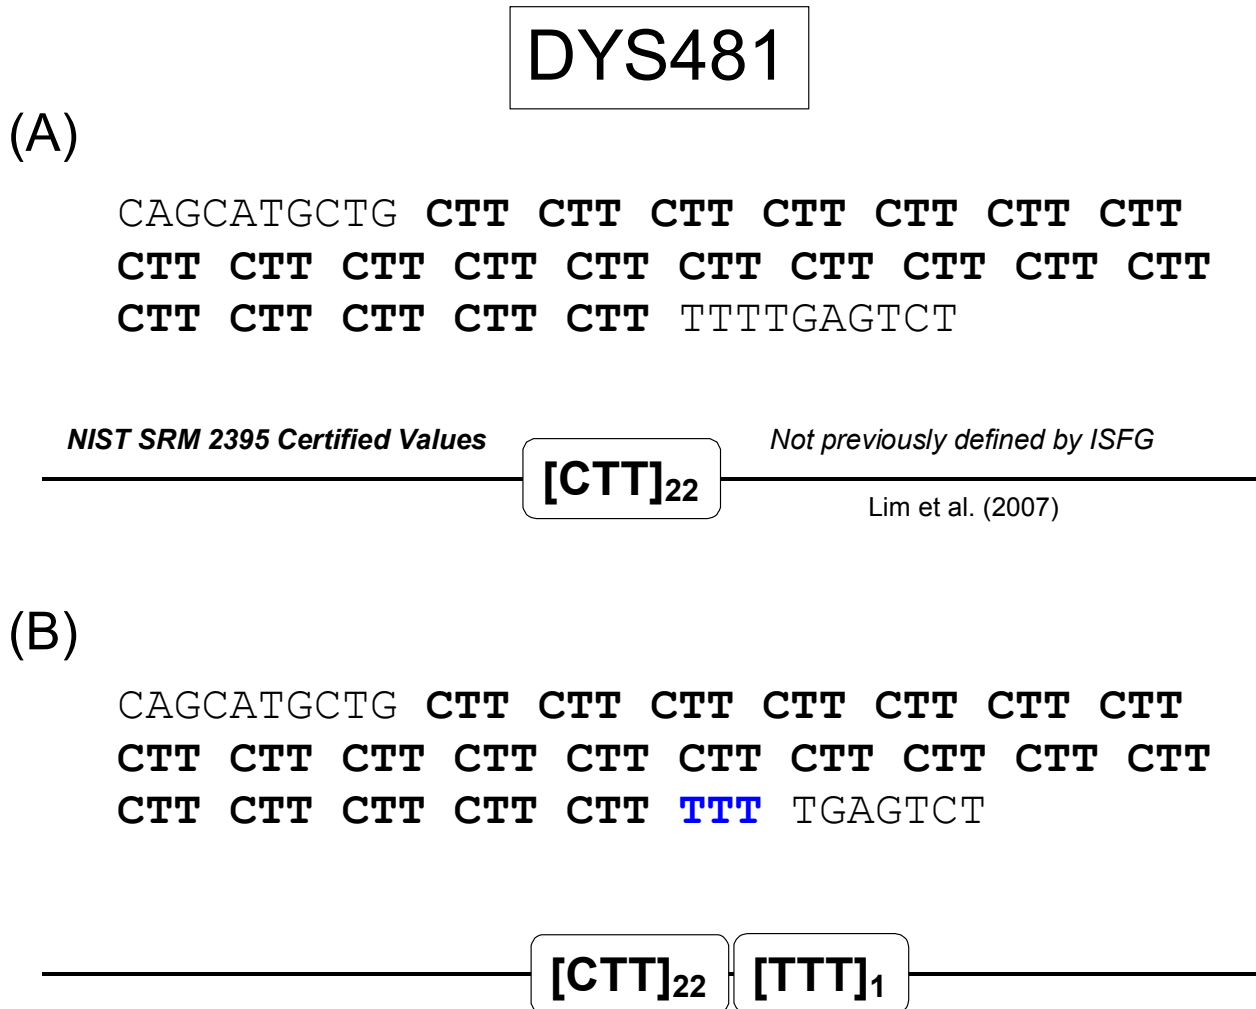 DYS481
(A)
CAGCATGCTG CTT CTT CTT CTT CTT CTT CTT
CTT CTT CTT CTT CTT CTT CTT CTT CTT CTT
CTT CTT CTT CTT CTT TTTTGAGTCT
NIST SRM 2395 Certified Values
Not previously defined by ISFG
[CTT]22
Lim et al. (2007)
(B)
CAGCATGCTG CTT CTT CTT CTT CTT CTT CTT
CTT CTT CTT CTT CTT CTT CTT CTT CTT CTT
CTT CTT CTT CTT CTT TTT TGAGTCT
[CTT]22 [TTT]1